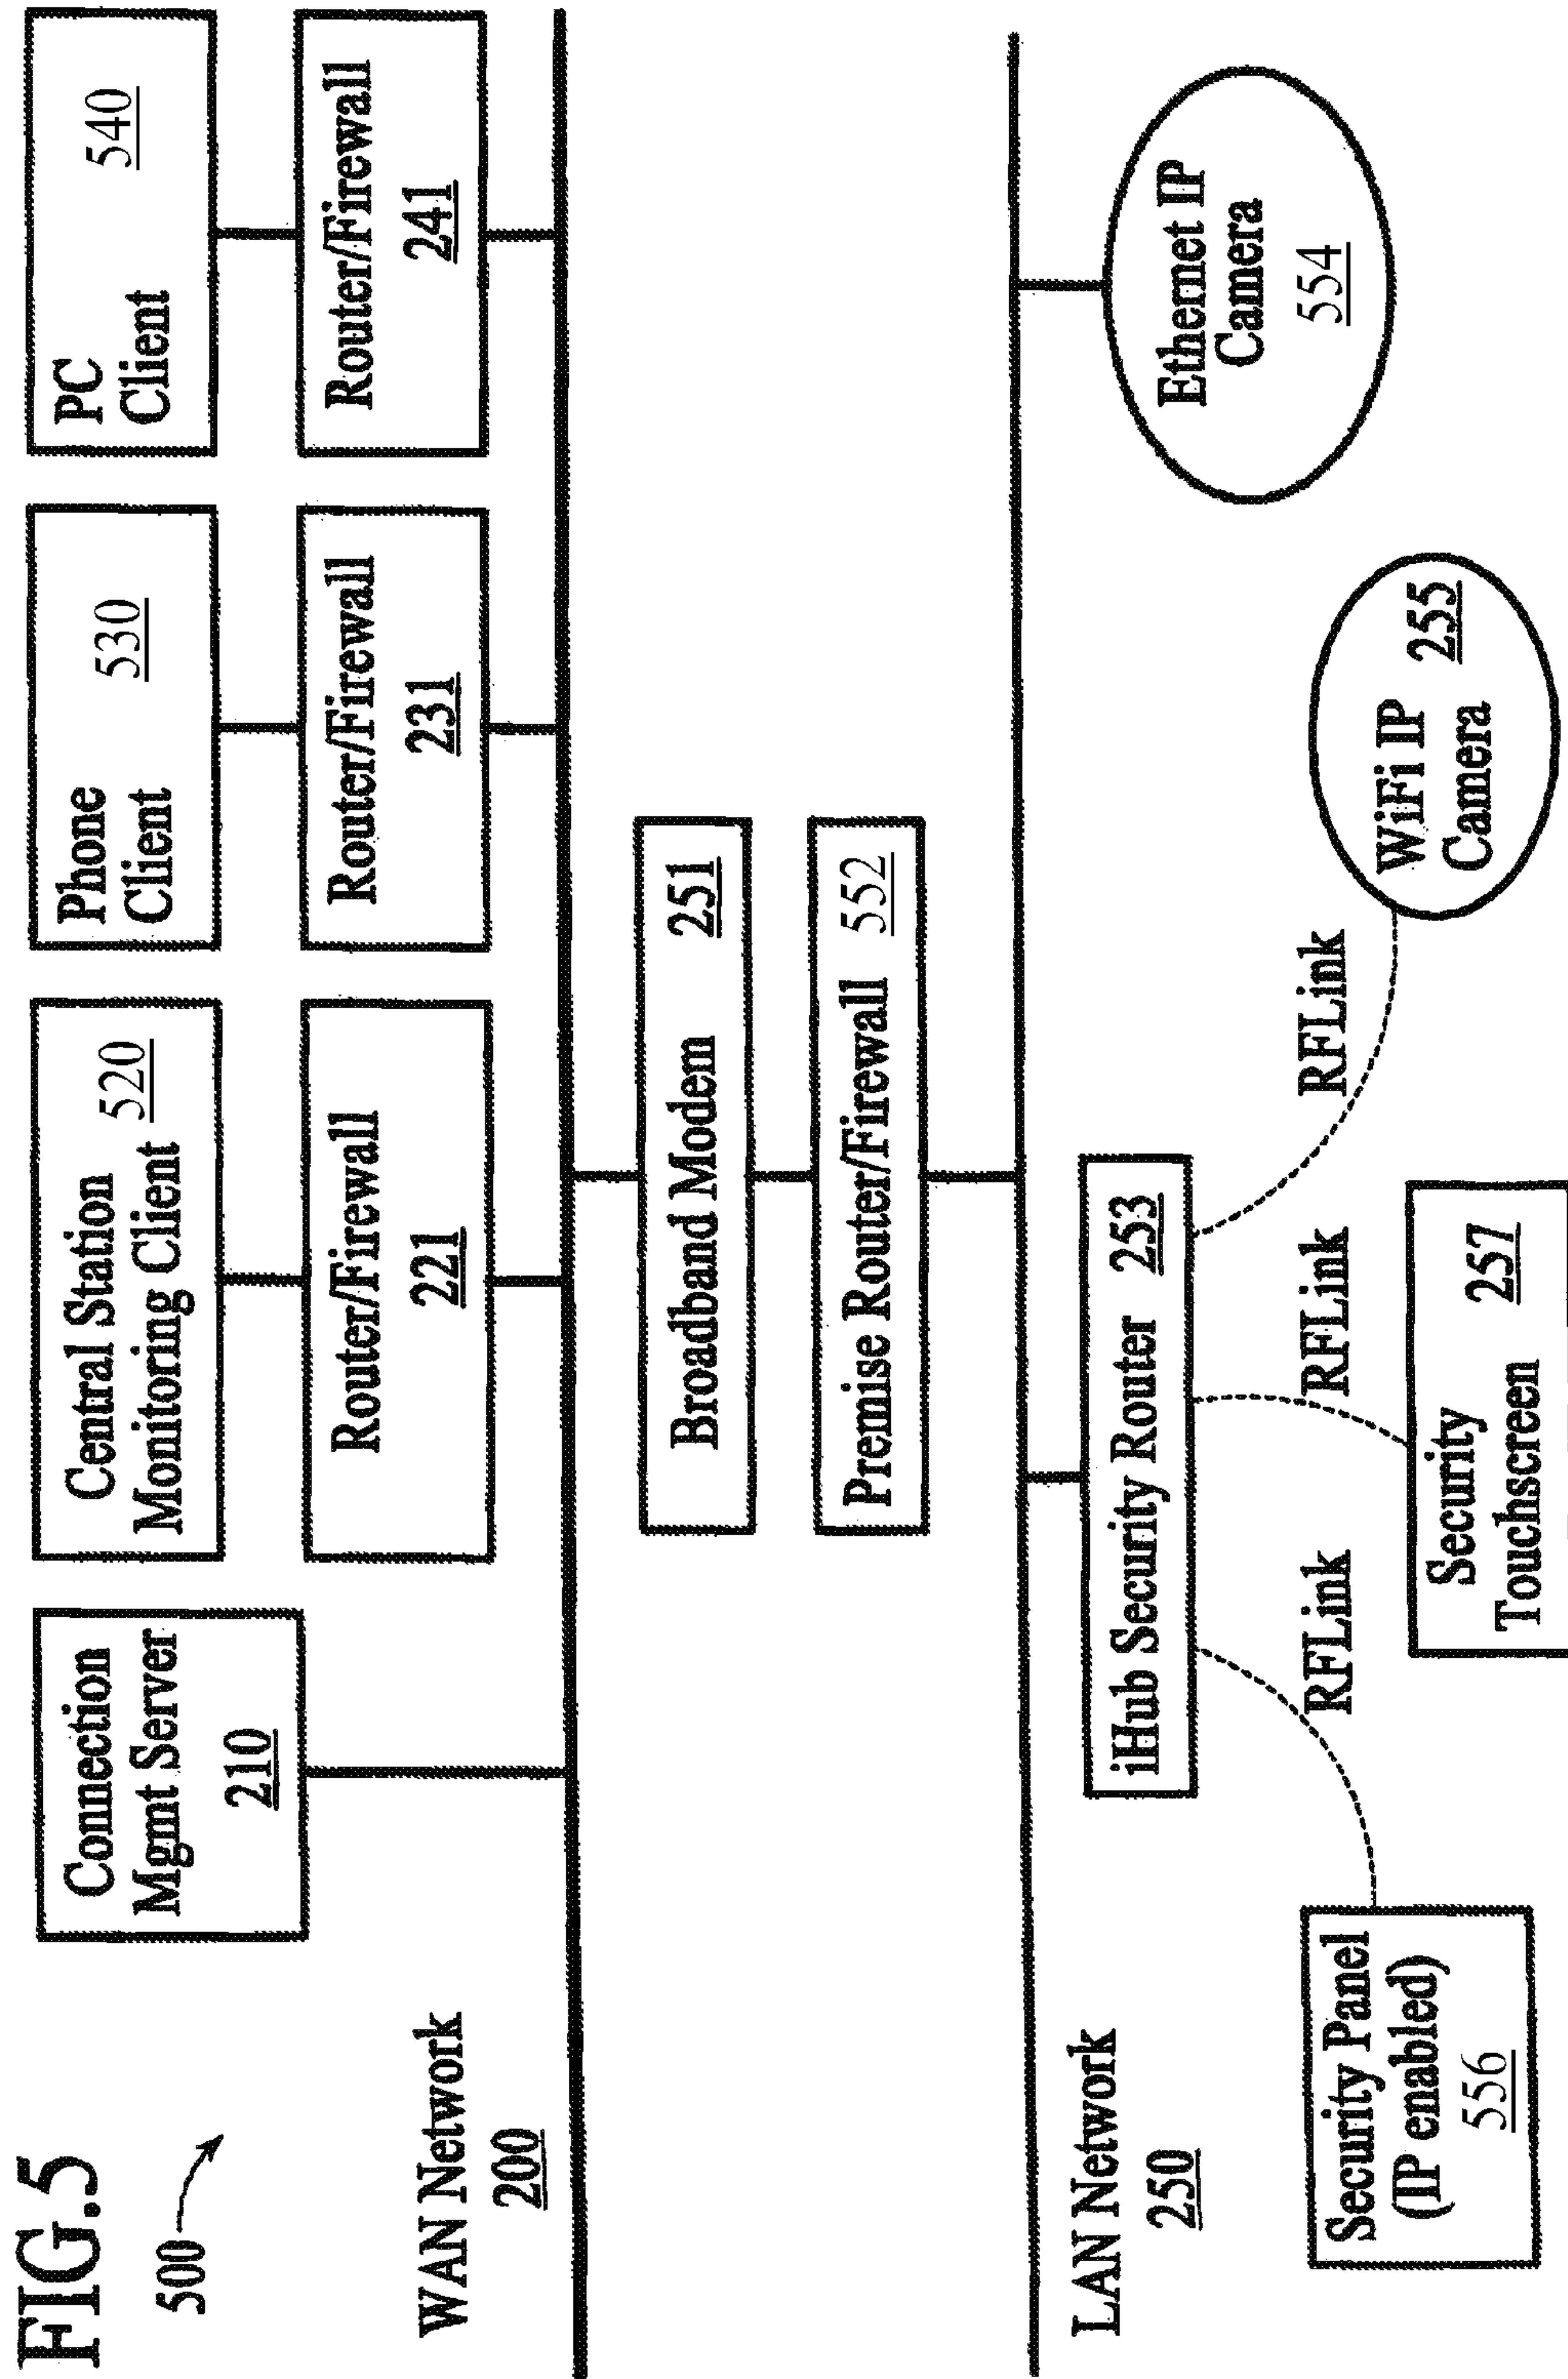 FIG.5
500
Connection
Mgmt Server
210
Central Station
Monitoring Client
520
Phone
Client
530
PC
Client
540
Router/Firewall
221
Router/Firewall
231
Router/Firewall
241
WAN Network
200
Broadband Modem 251
Premise Router/Firewall 552
LAN Network
250
iHub Security Router 253
Ethernet IP
Camera
554
RFLink
RFLink
RFLink
Security Panel
(IP enabled)
556
Security
Touchscreen
257
WiFi IP
Camera
255